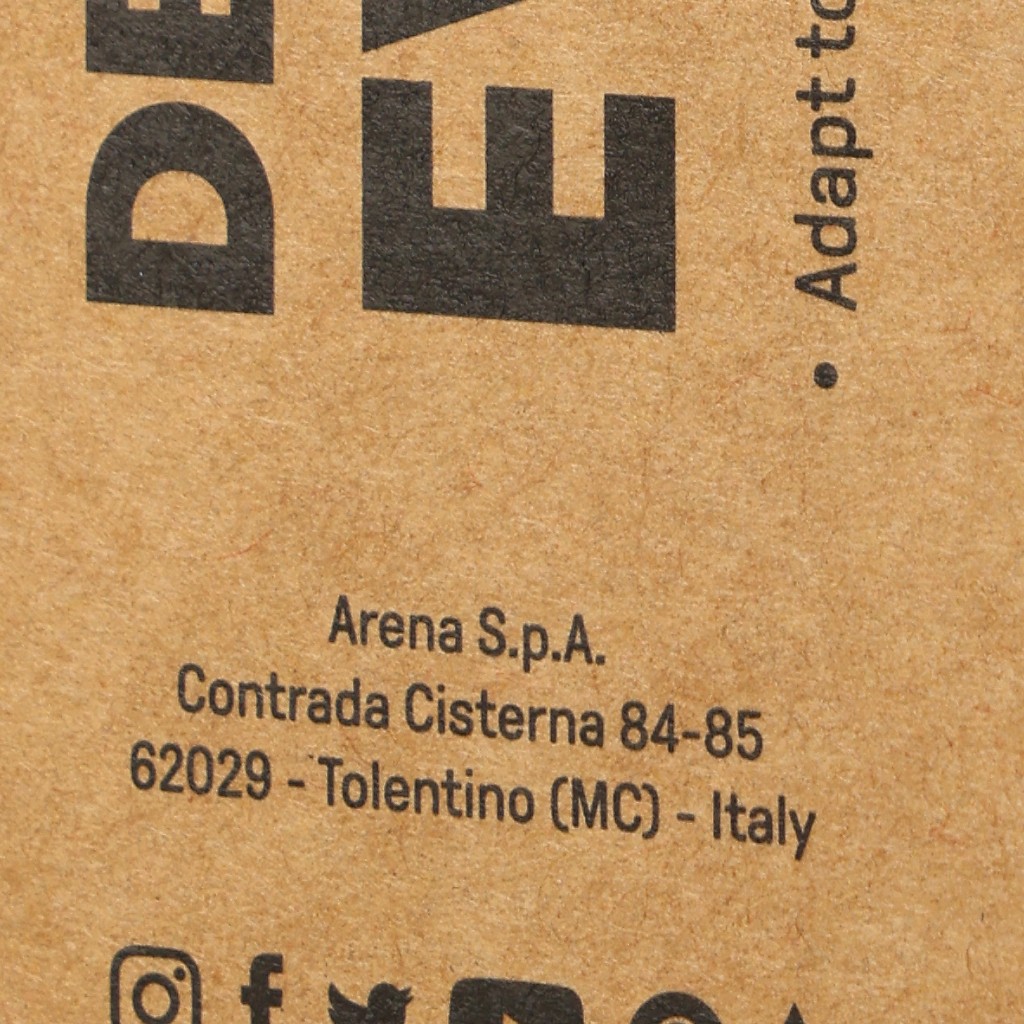 Adapt to
Arena S.p.A.
Contrada Cisterna 84-85
62029 - Tolentino (MC) - Italy